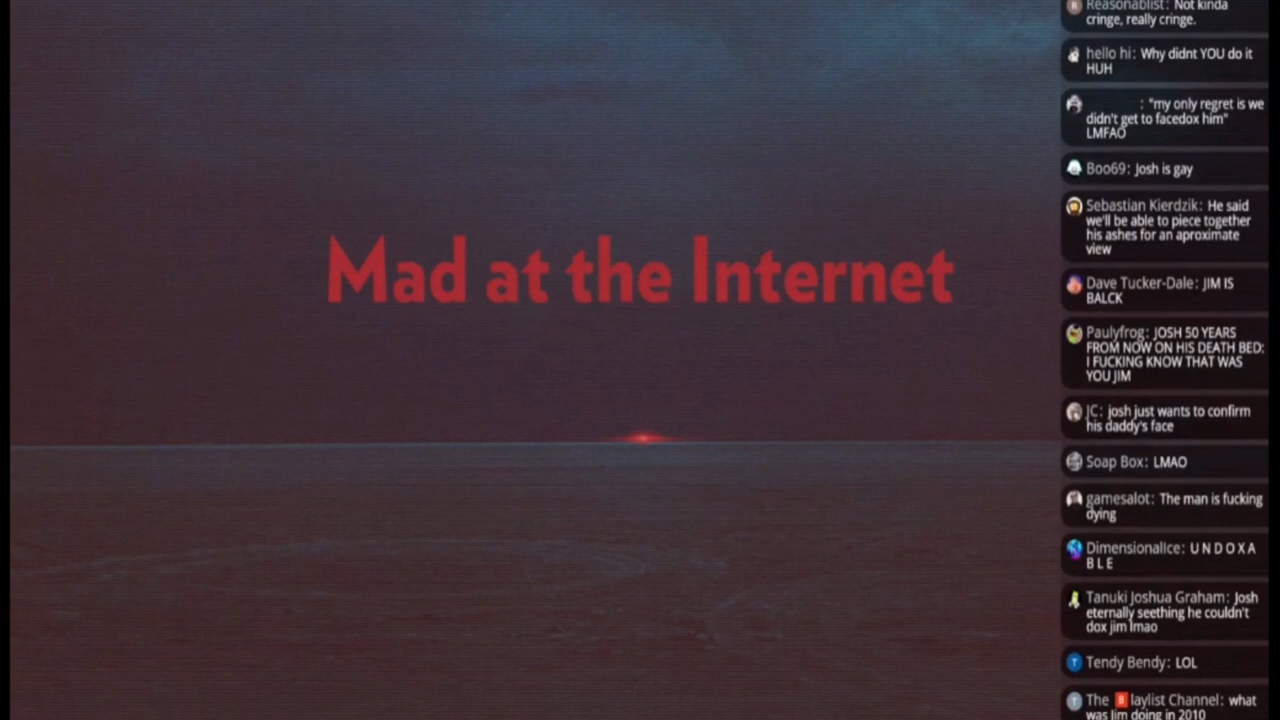 Mad at the Internet
Reasonablist: Not kinda
cringe, really cringe.
hello hi: Why didnt YOU do it
HUH
: "my only regret is we
didn't get to facedox him"
LMFAO
Boo69: Josh is gay
Sebastian Kierdzik: He said
we'll be able to piece together
his ashes for an aproximate
view
Dave Tucker-Dale: JIM IS
BALCK
Paulyfrog: JOSH 50 YEARS
FROM NOW ON HIS DEATH BED:
I FUCKING KNOW THAT WAS
YOU JIM
JC: josh just wants to confirm
his daddy's face
Soap Box: LMAO
gamesalot: The man is fucking
dying
DimensionalIce: U N D O X A
B L E
Tanuki Joshua Graham: Josh
eternally seething he couldn't
dox jim lmao
T
Tendy Bendy: LOL
The B laylist Channel: what
was Jim doing in 2010